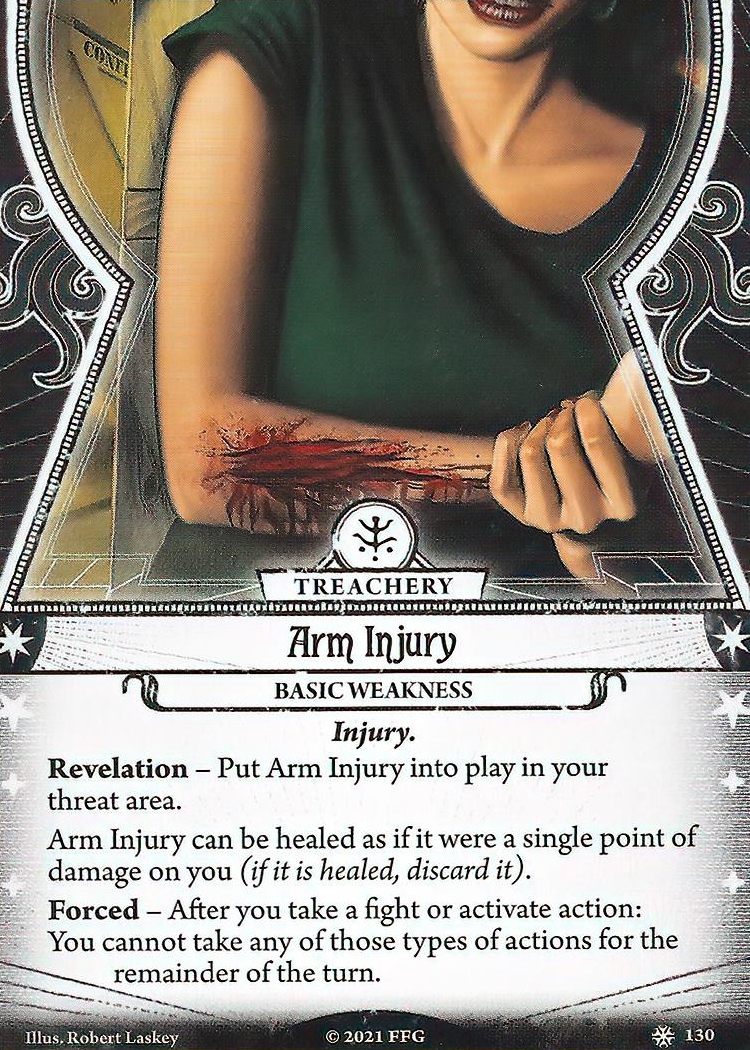 TREACHERY
Arm Injury
BASIC WEAKNESS
Injury.
Revelation – Put Arm Injury into play in your
threat area.
Arm Injury can be healed as if it were a single point of
damage on you (if it is healed, discard it).
Forced – After you take a fight or activate action:
You cannot take any of those types of actions for the
remainder of the turn.
Illus. Robert Laskey
© 2021 FFG
130